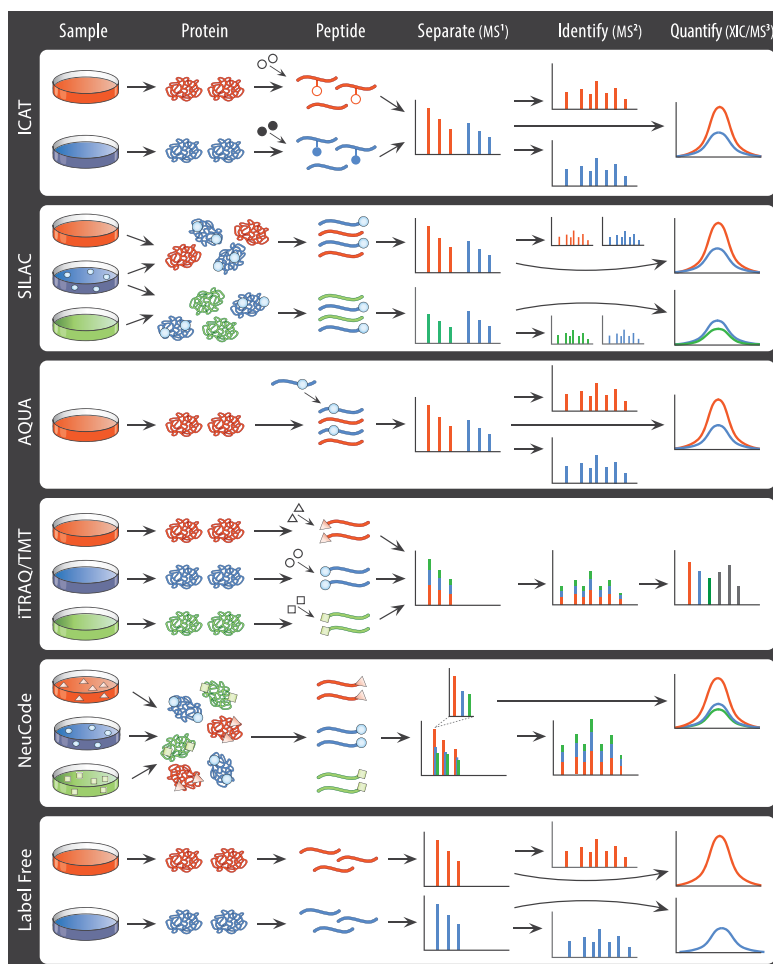 Sample Protein Peptide Separate (MS¹) Identify (MS²) Quantify (XIC/MS³)
ICAT
SILAC
AQUA
iTRAQ/TMT
NeuCode
Label Free